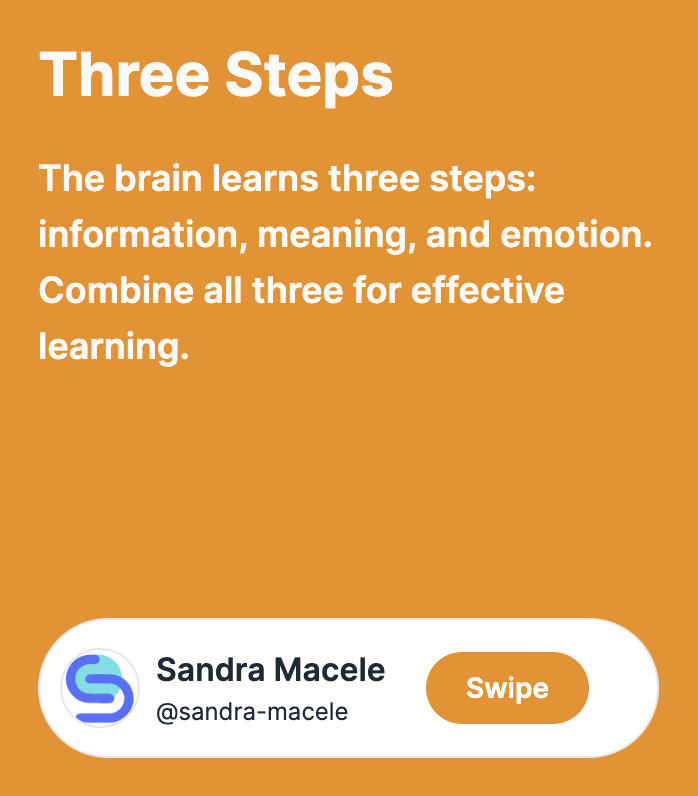 Three Steps
The brain learns three steps:
information, meaning, and emotion.
Combine all three for effective
learning.
Sandra Macele
@sandra-macele
Swipe